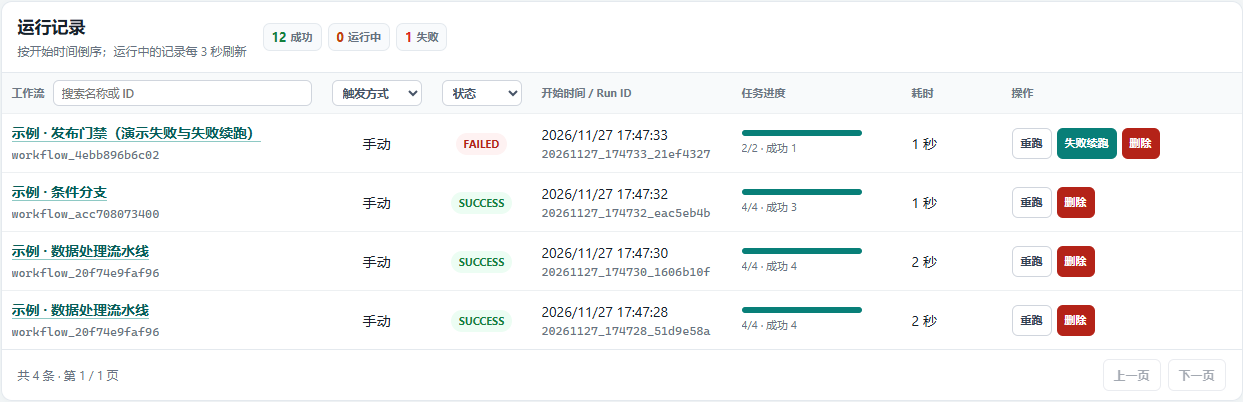 运行记录
按开始时间倒序；运行中的记录每 3 秒刷新
12 成功 0 运行中 1 失败
工作流 搜索名称或 ID 触发方式 状态 开始时间 / Run ID 任务进度 耗时 操作
示例 · 发布门禁（演示失败与失败续跑）
workflow_4ebb896b6c02
手动 FAILED
2026/11/27 17:47:33
20261127_174733_21ef4327
2/2 · 成功 1
1 秒 重跑 失败续跑 删除
示例 · 条件分支
workflow_acc708073400
手动 SUCCESS
2026/11/27 17:47:32
20261127_174732_eac5eb4b
4/4 · 成功 3
1 秒 重跑 删除
示例 · 数据处理流水线
workflow_20f74e9faf96
手动 SUCCESS
2026/11/27 17:47:30
20261127_174730_1606b10f
4/4 · 成功 4
2 秒 重跑 删除
示例 · 数据处理流水线
workflow_20f74e9faf96
手动 SUCCESS
2026/11/27 17:47:28
20261127_174728_51d9e58a
4/4 · 成功 4
2 秒 重跑 删除
共 4 条 · 第 1 / 1 页 上一页 下一页